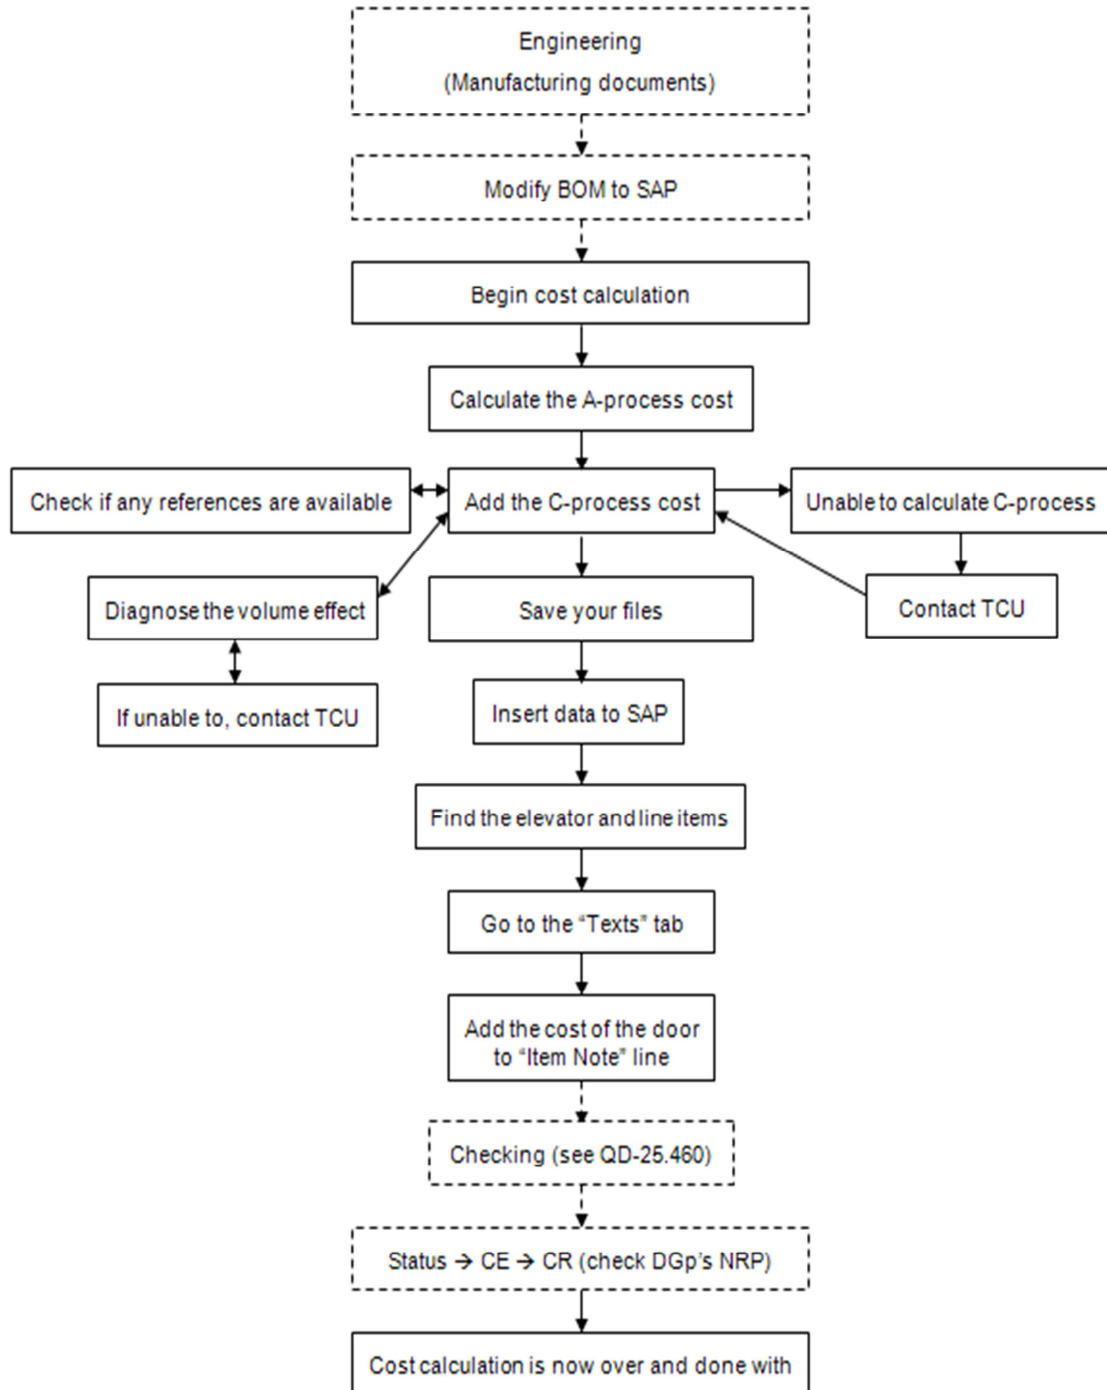 Engineering
(Manufacturing documents)
Modify BOM to SAP
Begin cost calculation
Calculate the A-process cost
Check if any references are available
Add the C-process cost
Unable to calculate C-process
Diagnose the volume effect
Save your files
Contact TCU
If unable to, contact TCU
Insert data to SAP
Find the elevator and line items
Go to the “Texts” tab
Add the cost of the door
to “Item Note” line
Checking (see QD-25.460)
Status → CE → CR (check DGp’s NRP)
Cost calculation is now over and done with